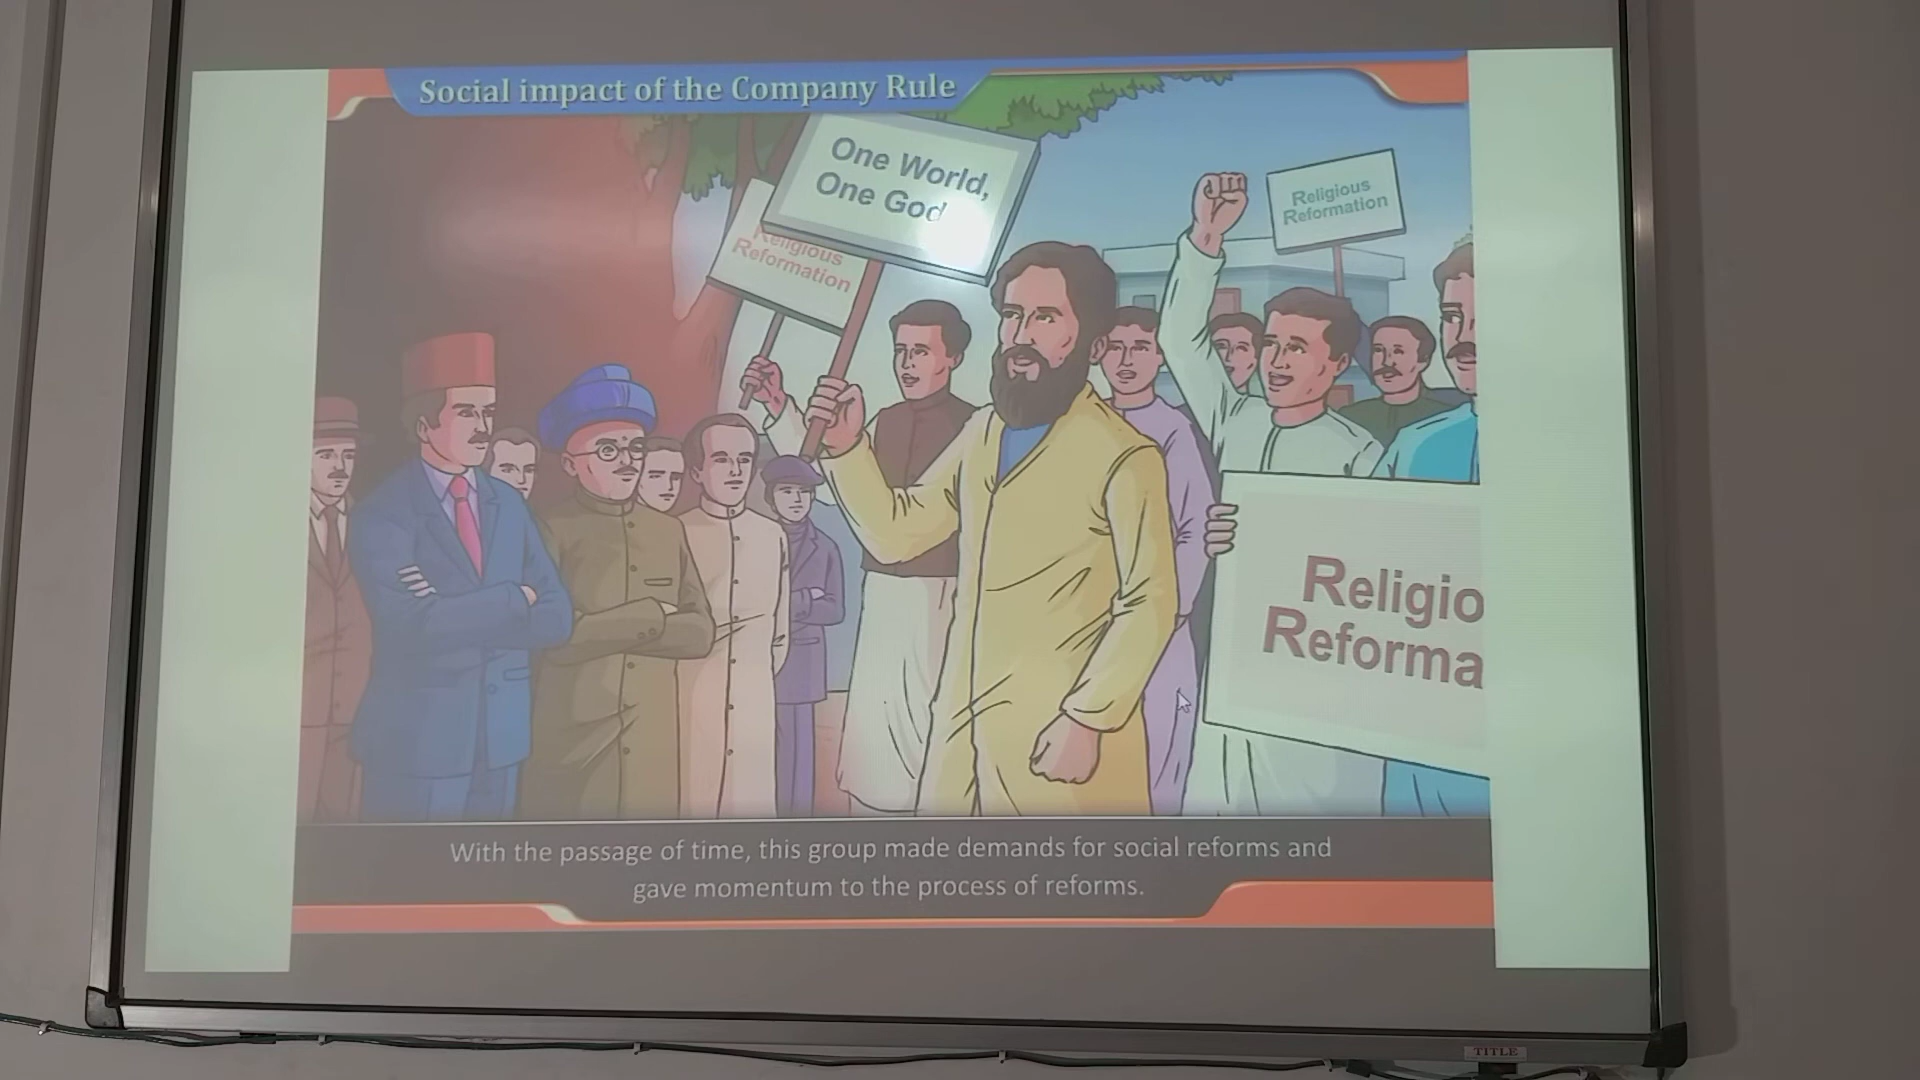 Social impact of the Company Rule
One World,
One God
Religious
Reformation
Religious
Reformation
Religio
Reforma
With the passage of time, this group made demands for social reforms and
gave momentum to the process of reforms.
TITLE